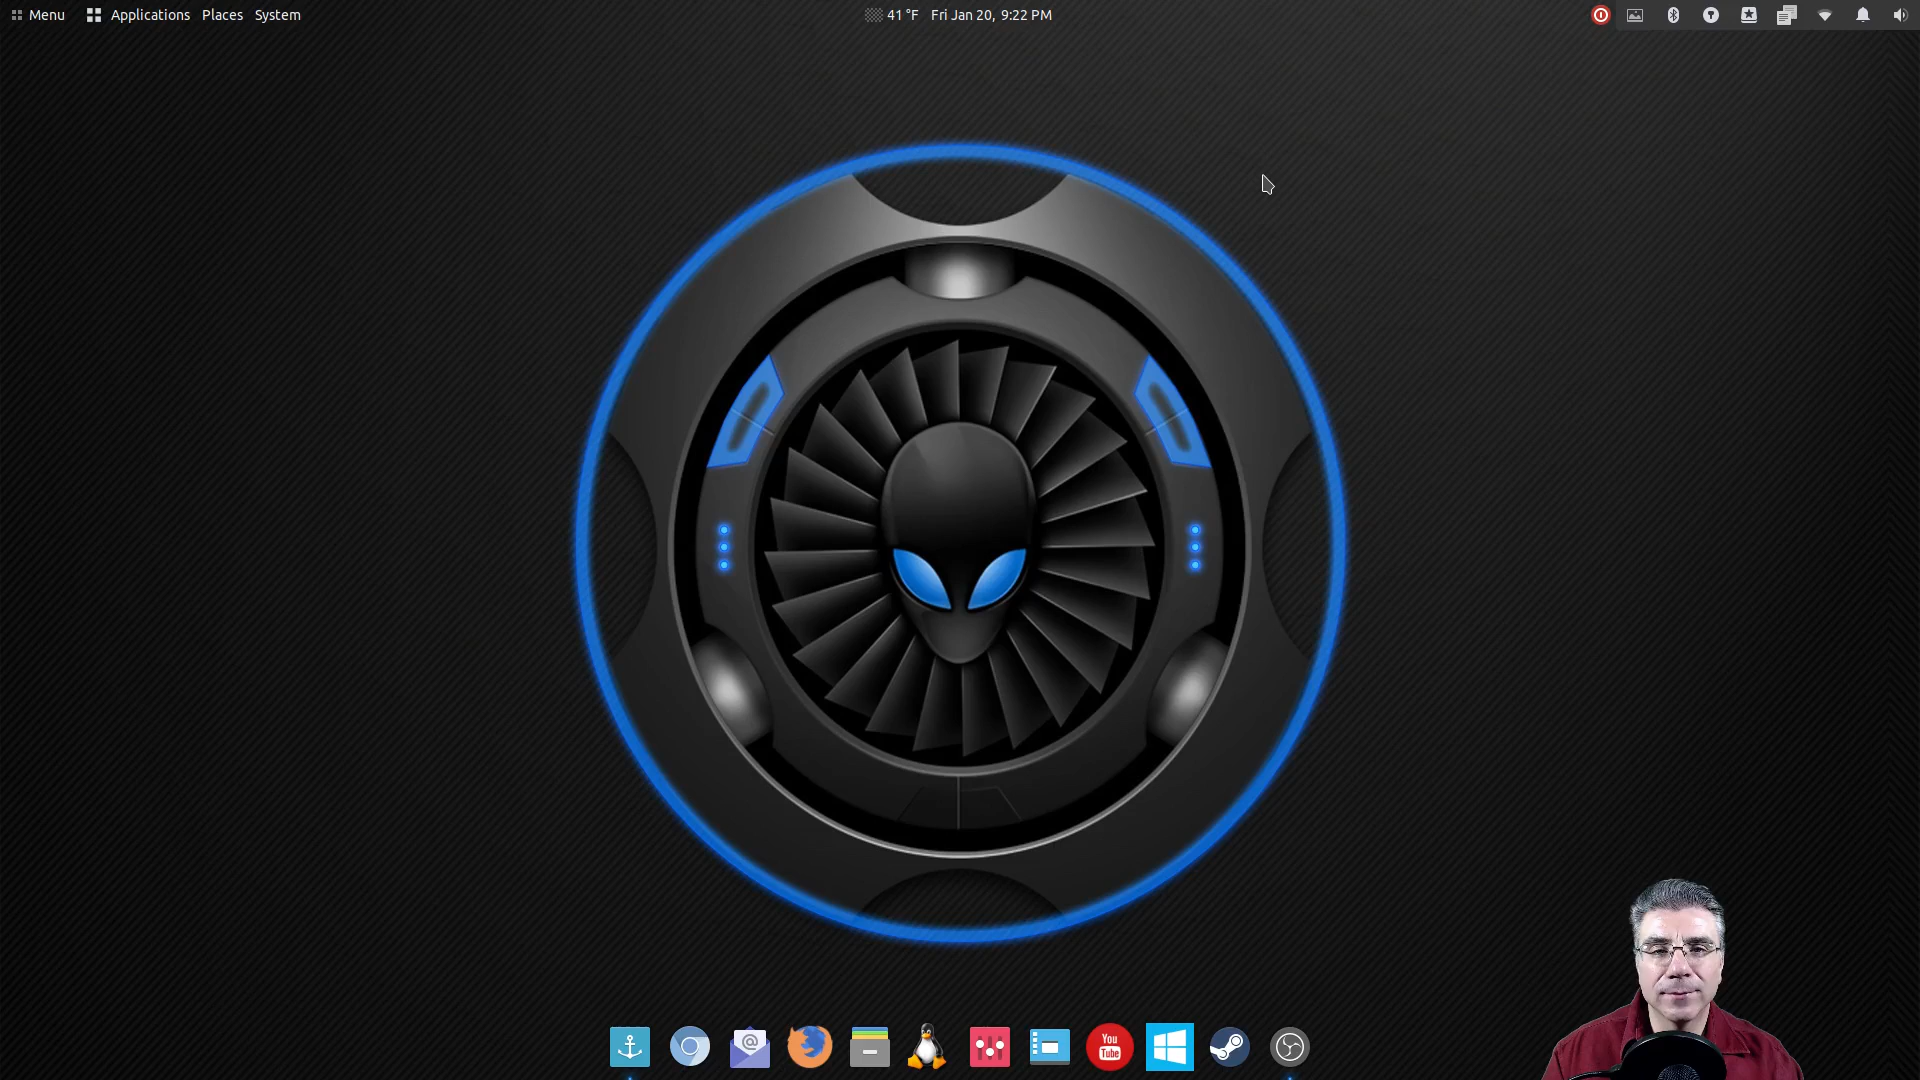 Menu Applications Places System 41 °F Fri Jan 20, 9:22 PM
You
Tube